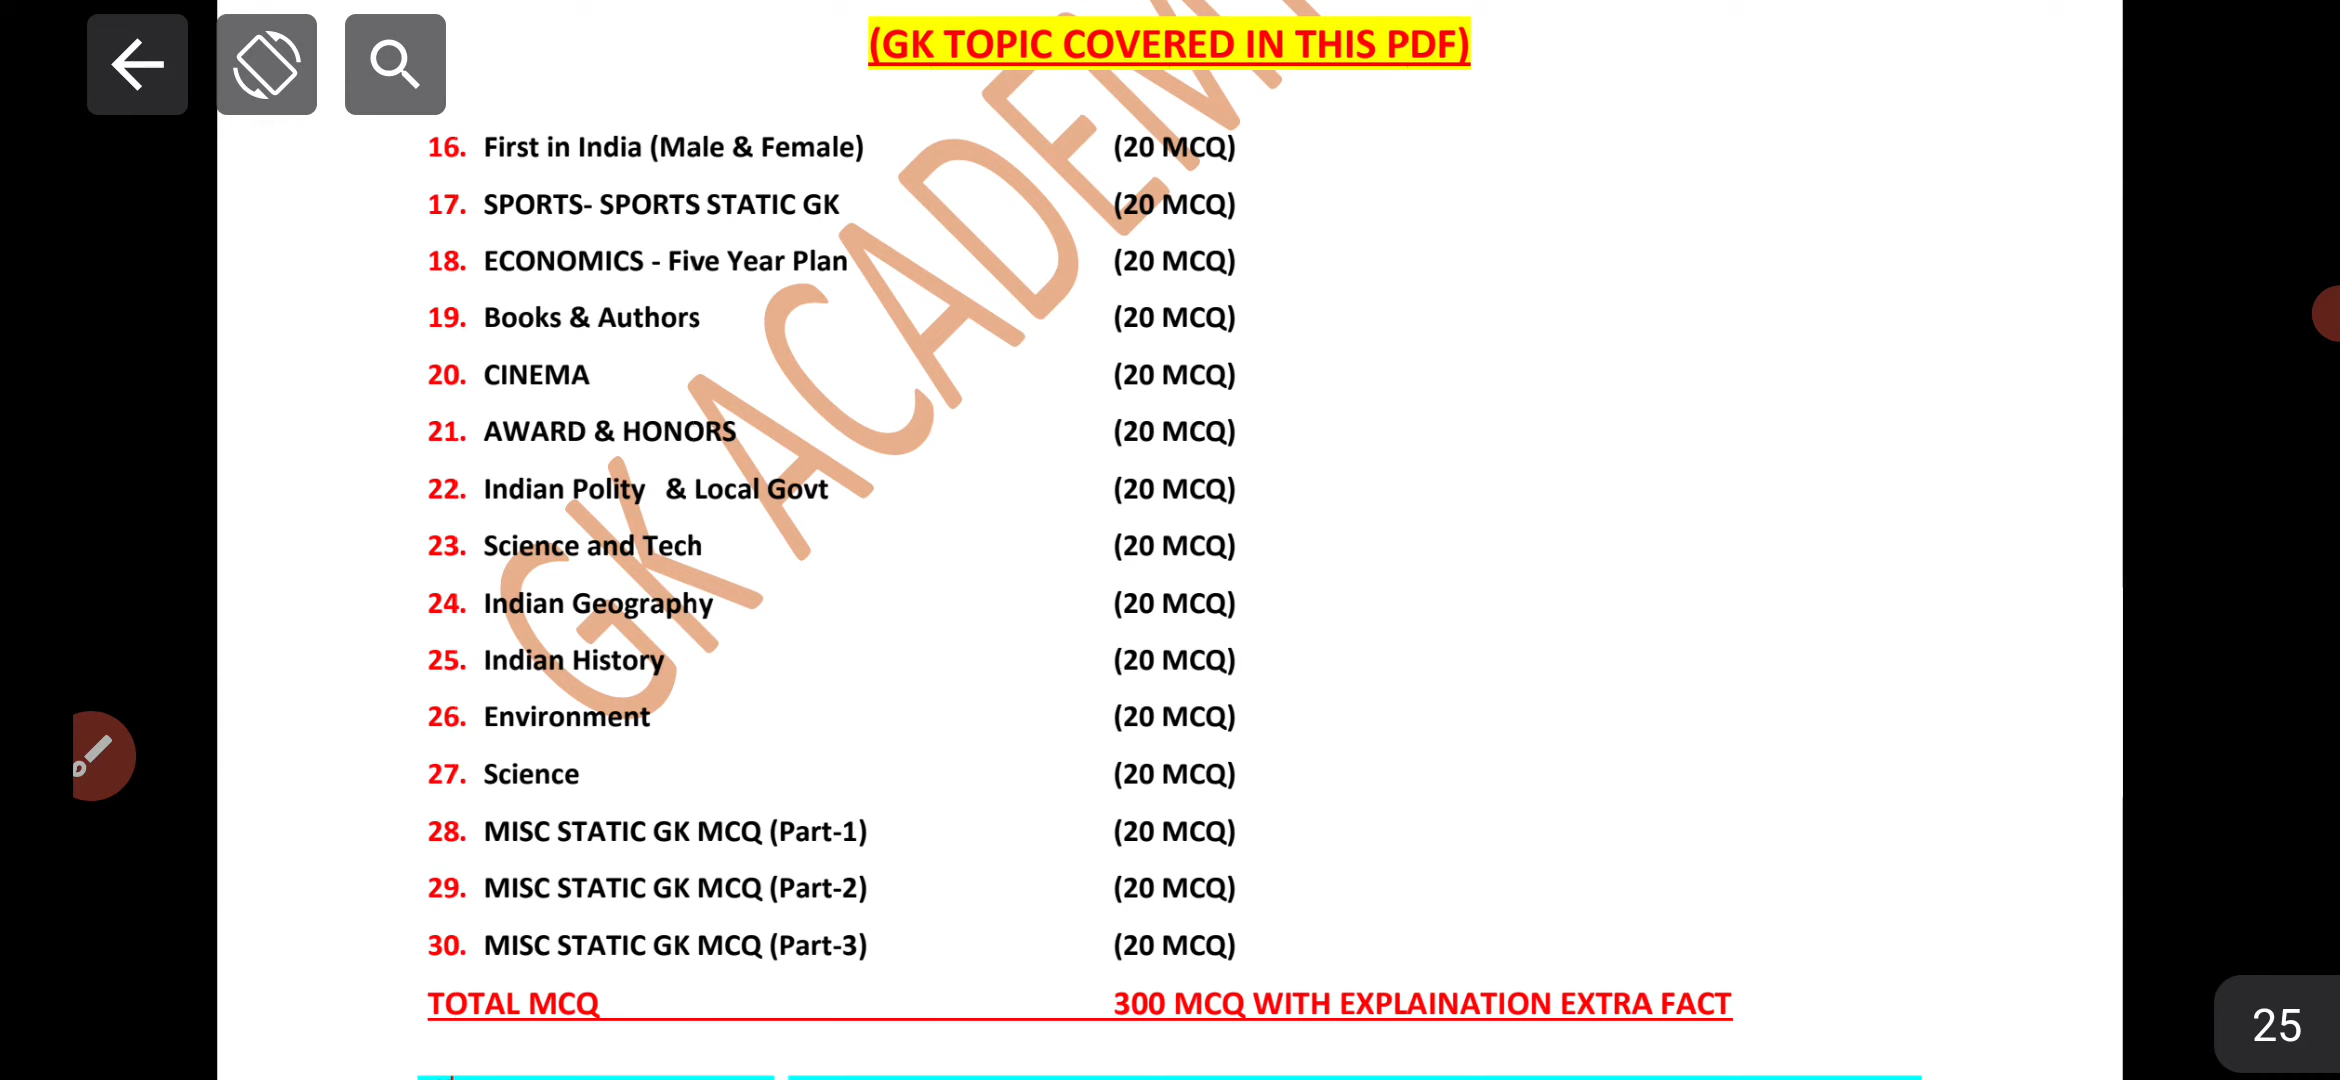 (GK TOPIC COVERED IN THIS PDF)
16. First in India (Male & Female) (20 MCQ)
17. SPORTS- SPORTS STATIC GK (20 MCQ)
18. ECONOMICS - Five Year Plan (20 MCQ)
19. Books & Authors (20 MCQ)
20. CINEMA (20 MCQ)
21. AWARD & HONORS (20 MCQ)
22. Indian Polity & Local Govt (20 MCQ)
23. Science and Tech (20 MCQ)
24. Indian Geography (20 MCQ)
25. Indian History (20 MCQ)
26. Environment (20 MCQ)
27. Science (20 MCQ)
28. MISC STATIC GK MCQ (Part-1) (20 MCQ)
29. MISC STATIC GK MCQ (Part-2) (20 MCQ)
30. MISC STATIC GK MCQ (Part-3) (20 MCQ)
TOTAL MCQ 300 MCQ WITH EXPLAINATION EXTRA FACT
25
GK ACADEM